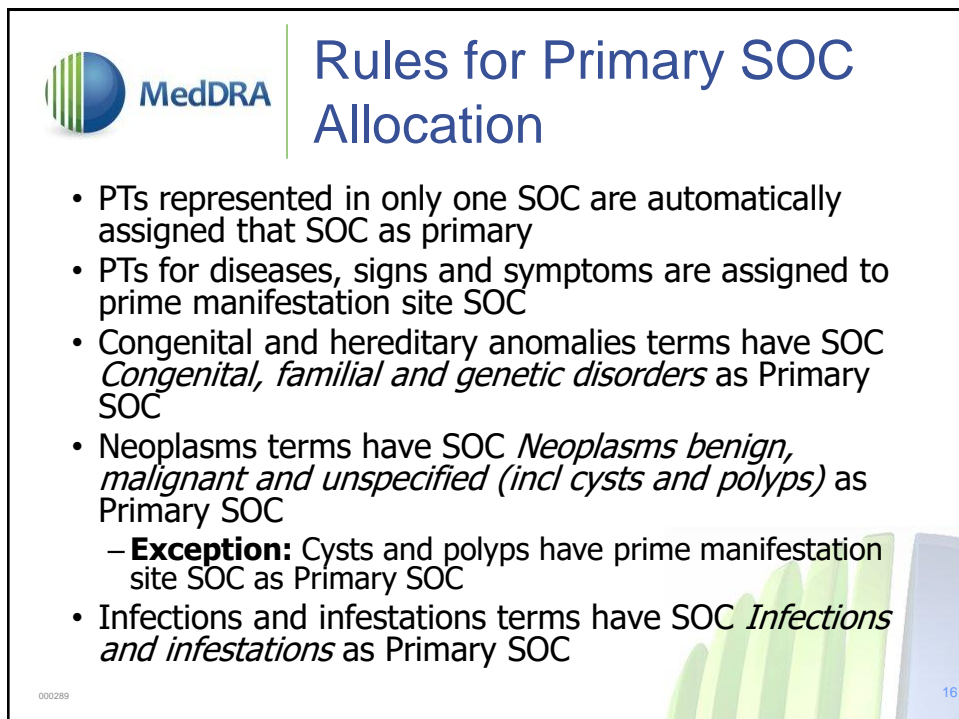 MedDRA
Rules for Primary SOC
Allocation
• PTs represented in only one SOC are automatically
assigned that SOC as primary
• PTs for diseases, signs and symptoms are assigned to
prime manifestation site SOC
• Congenital and hereditary anomalies terms have SOC
Congenital, familial and genetic disorders as Primary
SOC
• Neoplasms terms have SOC Neoplasms benign,
malignant and unspecified (incl cysts and polyps) as
Primary SOC
– Exception: Cysts and polyps have prime manifestation
site SOC as Primary SOC
• Infections and infestations terms have SOC Infections
and infestations as Primary SOC
000289
16